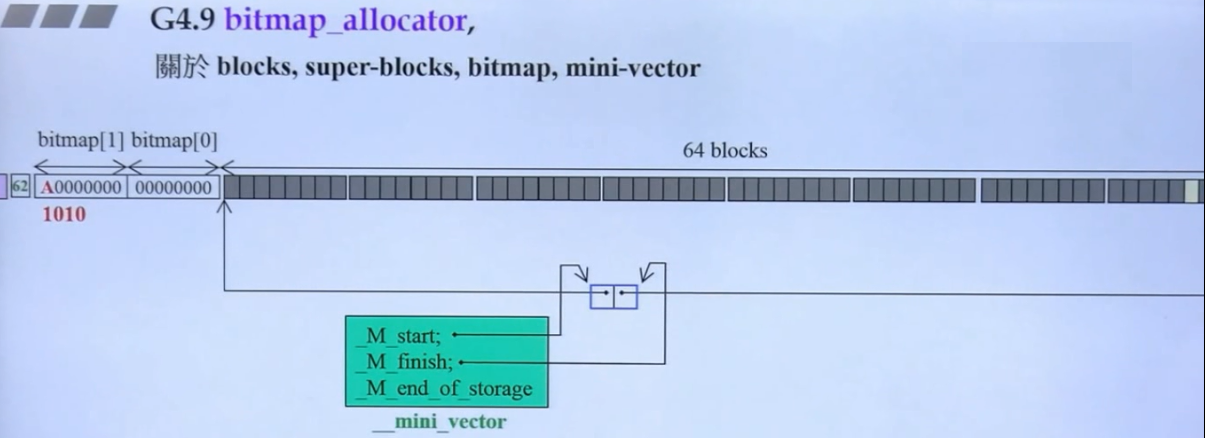 G4.9 bitmap_allocator,
關於 blocks, super-blocks, bitmap, mini-vector
bitmap[1] bitmap[0]
64 blocks
62 A0000000 00000000
1010
_M_start;
_M_finish;
_M_end_of_storage
__mini_vector